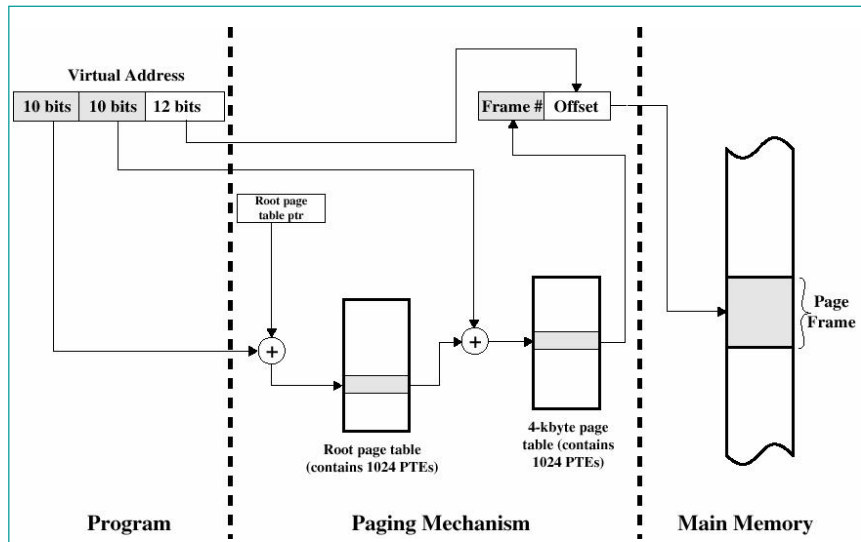 Virtual Address
10 bits
10 bits
12 bits
Frame #
Offset
Root page
table ptr
+
+
Page
Frame
Root page table
(contains 1024 PTEs)
4-kbyte page
table (contains
1024 PTEs)
Program
Paging Mechanism
Main Memory